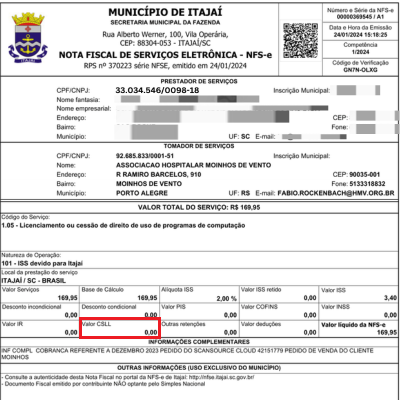 MUNICÍPIO DE ITAJAÍ
SECRETARIA MUNICIPAL DA FAZENDA
Rua Alberto Werner, 100, Vila Operária,
CEP: 88304-053 - ITAJAÍ/SC
NOTA FISCAL DE SERVIÇOS ELETRÔNICA - NFS-e
RPS nº 370223 série NFSE, emitido em 24/01/2024
Número e Série da NFS-e
00000369545 / A1
Data e Hora da Emissão
24/01/2024 15:18:25
Competência
1/2024
Código de Verificação
GN7N-OLXG
ITAJAÍ
PRESTADOR DE SERVIÇOS
CPF/CNPJ: 33.034.546/0098-18 Inscrição Municipal:
Nome fantasia:
Nome empresarial:
Endereço: CEP:
Bairro: Fone:
Município: UF: SC E-mail:
TOMADOR DE SERVIÇOS
CPF/CNPJ: 92.685.833/0001-51 Inscrição Municipal:
Nome: ASSOCIACAO HOSPITALAR MOINHOS DE VENTO
Endereço: R RAMIRO BARCELOS, 910 CEP: 90035-001
Bairro: MOINHOS DE VENTO Fone: 5133318832
Município: PORTO ALEGRE UF: RS E-mail: FABIO.ROCKENBACH@HMV.ORG.BR
VALOR TOTAL DO SERVIÇO: R$ 169,95
Código do Serviço:
1.05 - Licenciamento ou cessão de direito de uso de programas de computação
Natureza de Operação:
101 - ISS devido para Itajaí
Local da prestação do serviço
ITAJAÍ / SC - BRASIL
Valor Serviços Base de Cálculo Alíquota ISS Valor ISS retido Valor ISS
169,95 169,95 2,00 % 0,00 3,40
Desconto incondicional Desconto condicional Valor PIS Valor COFINS Valor INSS
0,00 0,00 0,00 0,00 0,00
Valor IR Valor CSLL Outras retenções Valor deduções Valor líquido da NFS-e
0,00 0,00 0,00 0,00 169,95
INFORMAÇÕES COMPLEMENTARES
INF COMPL COBRANCA REFERENTE A DEZEMBRO 2023 PEDIDO DO SCANSOURCE CLOUD 42151779 PEDIDO DE VENDA DO CLIENTE
MOINHOS
OUTRAS INFORMAÇÕES (USO EXCLUSIVO DO MUNICÍPIO)
- Consulte a autenticidade desta Nota Fiscal no portal da NFS-e de Itajaí: http://nfse.itajai.sc.gov.br/
- Documento Fiscal emitido por contribuinte NÃO optante pelo Simples Nacional